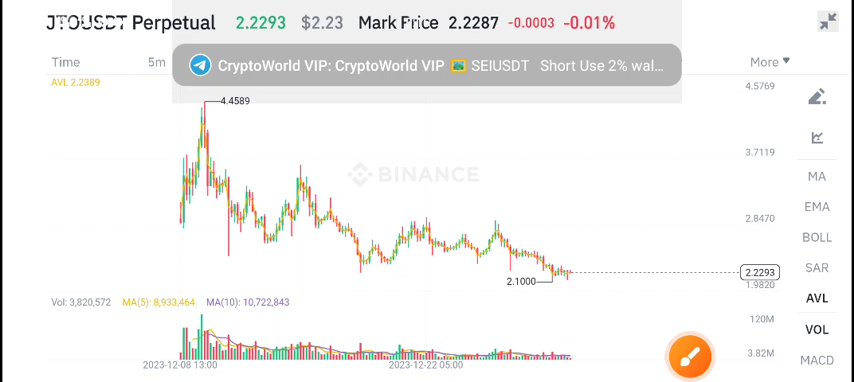 JTOUSDT Perpetual 2.2293 $2.23 Mark Price 2.2287 -0.0003 -0.01%
CryptoWorld VIP: CryptoWorld VIP 🖼 SEIUSDT Short Use 2% wal...
Time 5m More
AVL 2.2389
4.5769
4.4589
3.7119
BINANCE
MA
EMA
2.8470
BOLL
SAR
2.2293
2.1000
1.9820
AVL
Vol: 3,820,572 MA(5): 8,933,464 MA(10): 10,722,843
120M
VOL
3.82M
MACD
2023-12-08 13:00 2023-12-22 05:00